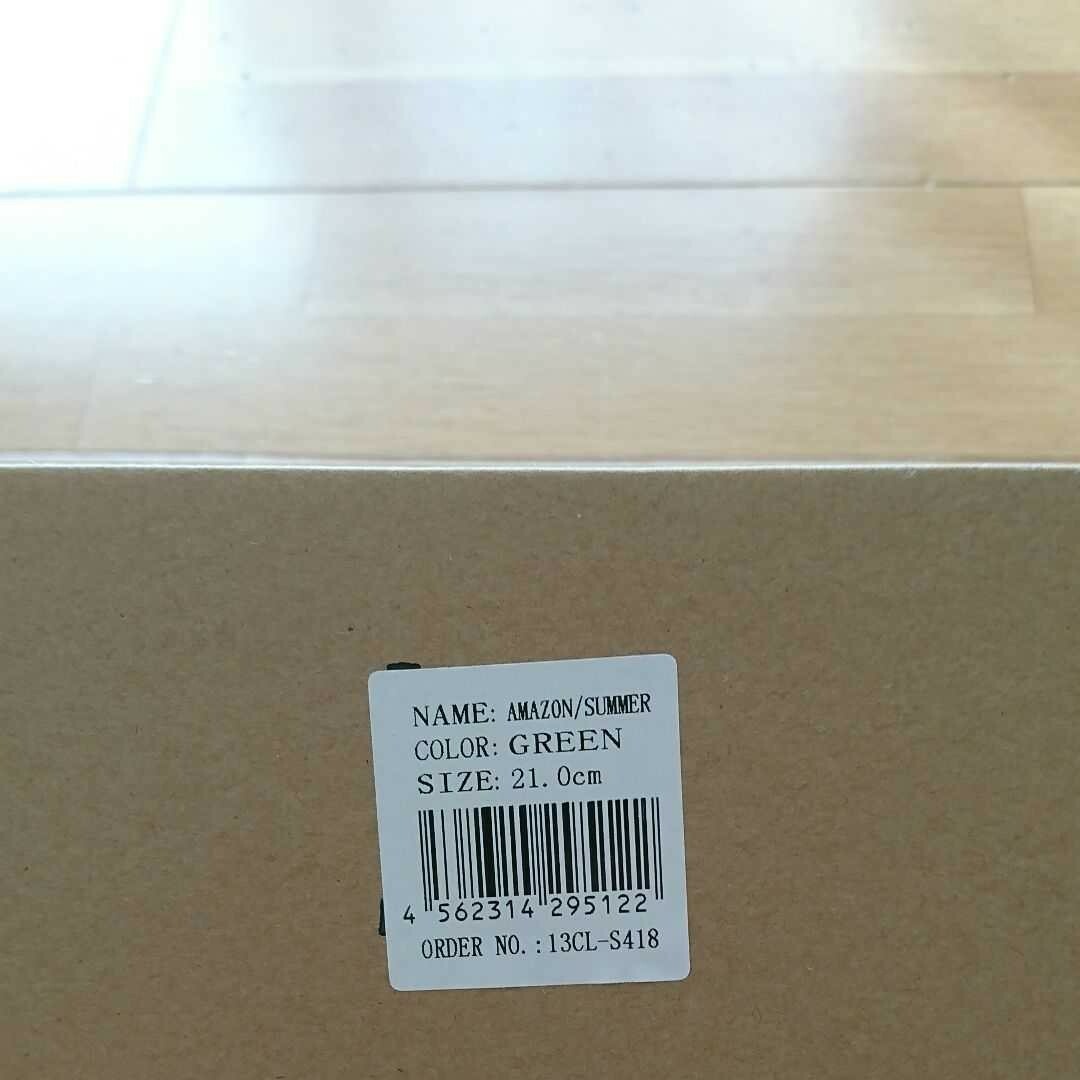 NAME: AMAZON/SUMMER
COLOR: GREEN
SIZE: 21.0cm
4 562314 295122
ORDER NO.:13CL-S418